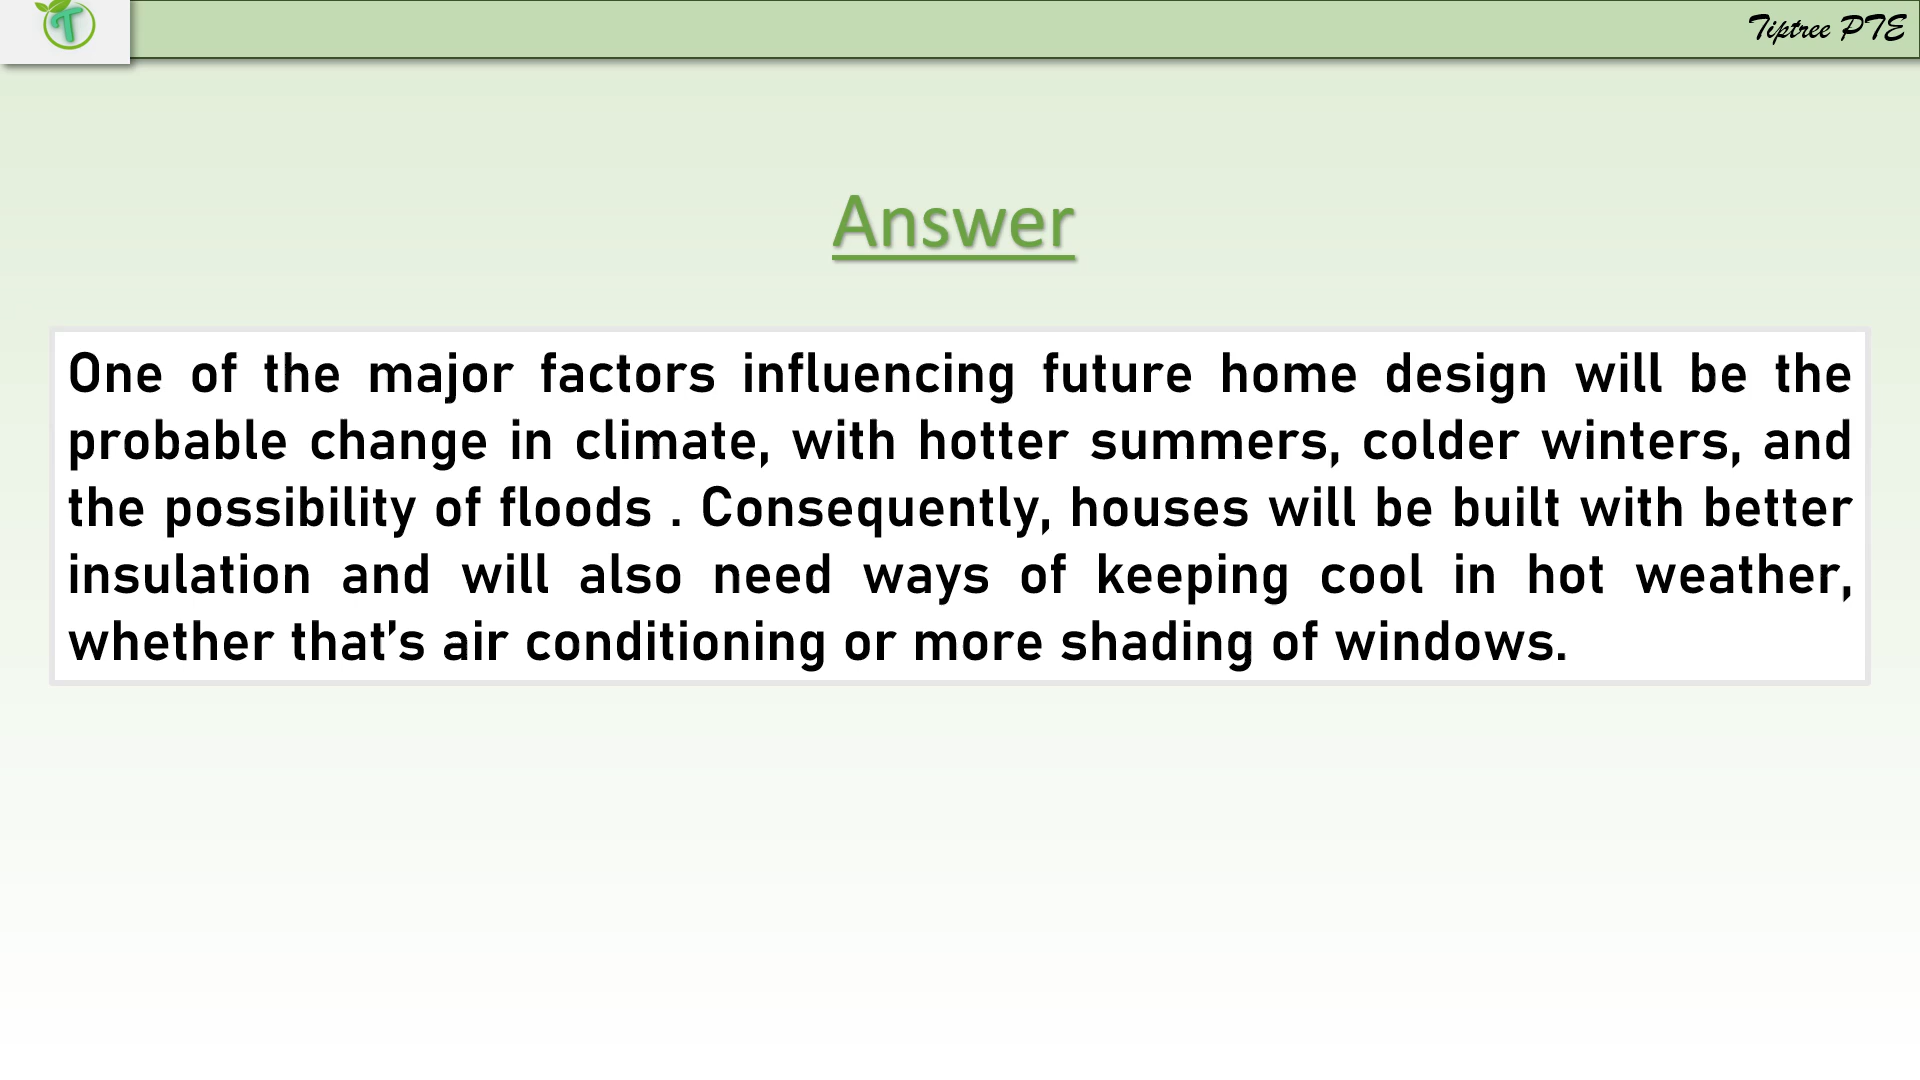 T
Tiptree PTE
Answer
One of the major factors influencing future home design will be the
probable change in climate, with hotter summers, colder winters, and
the possibility of floods . Consequently, houses will be built with better
insulation and will also need ways of keeping cool in hot weather,
whether that's air conditioning or more shading of windows.